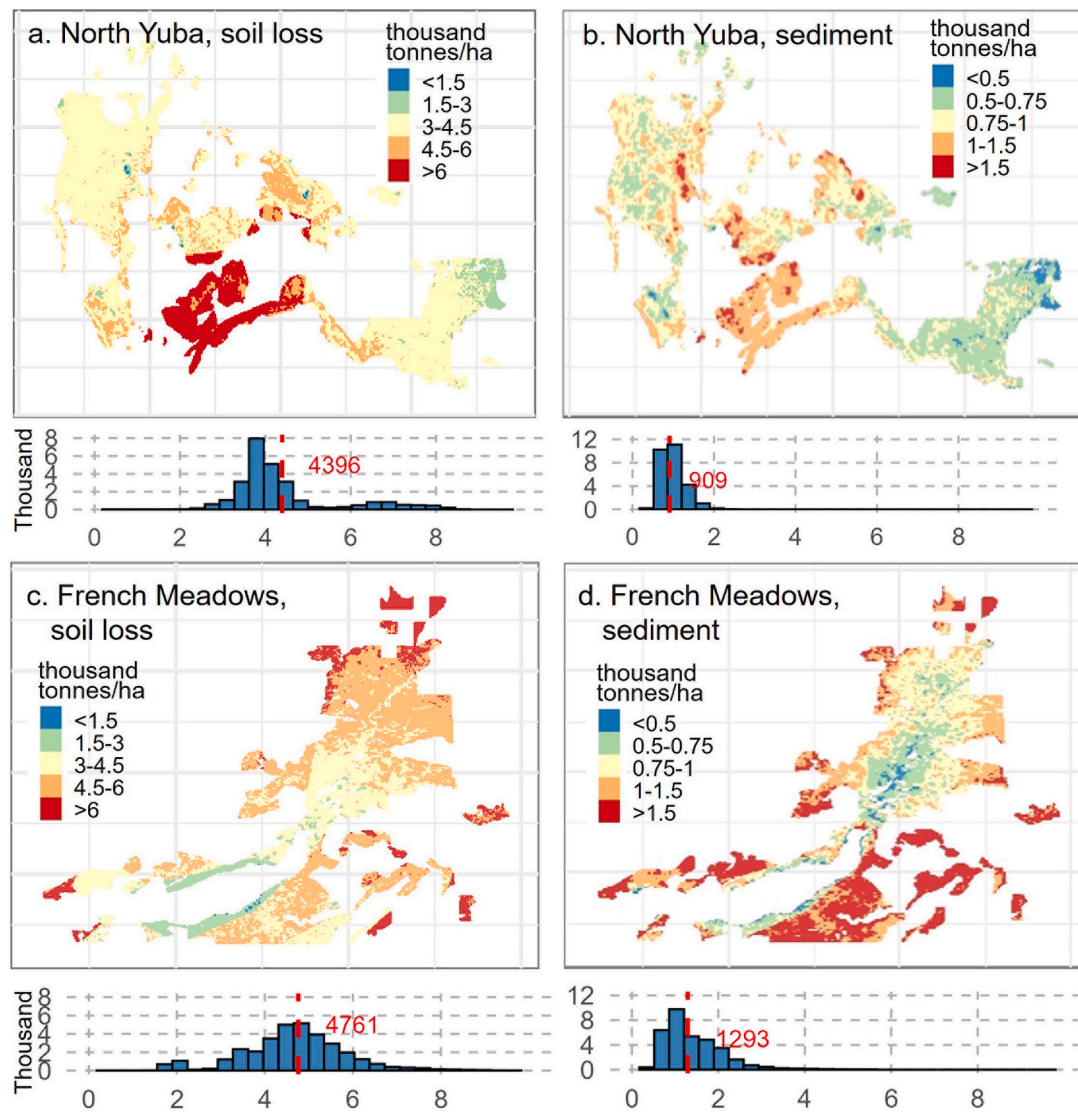 a. North Yuba, soil loss
thousand
tonnes/ha
<1.5
1.5-3
3-4.5
4.5-6
>6
b. North Yuba, sediment
thousand
tonnes/ha
<0.5
0.5-0.75
0.75-1
1-1.5
>1.5
Thousand
8
6
4
2
0
4396
0 2 4 6 8
12
8
4
0
909
0 2 4 6 8
c. French Meadows,
soil loss
thousand
tonnes/ha
<1.5
1.5-3
3-4.5
4.5-6
>6
d. French Meadows,
sediment
thousand
tonnes/ha
<0.5
0.5-0.75
0.75-1
1-1.5
>1.5
Thousand
8
6
4
2
0
4761
0 2 4 6 8
12
8
4
0
1293
0 2 4 6 8